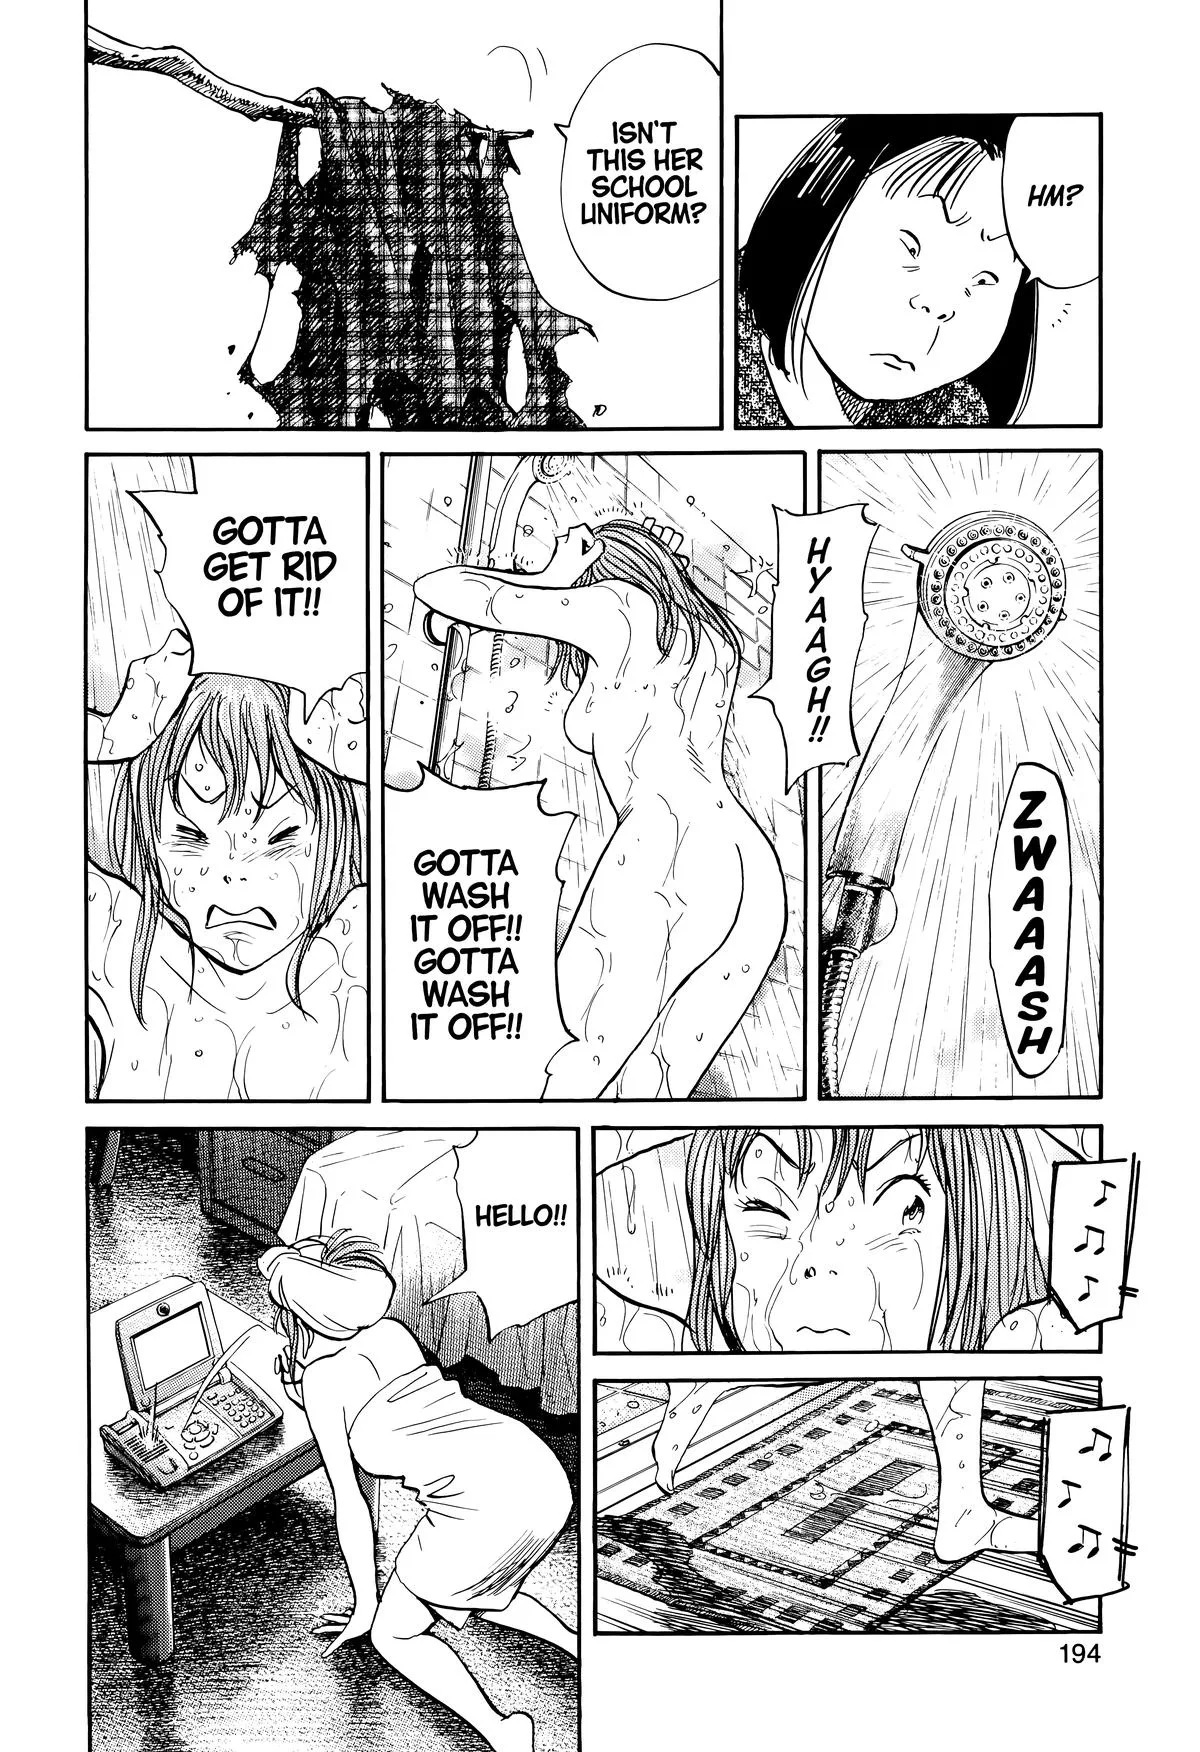 HM?
ISN'T
THIS HER
SCHOOL
UNIFORM?
ZWAAASH
HYAAGH!!
GOTTA
WASH
IT OFF!!
GOTTA
WASH
IT OFF!!
GOTTA
GET RID
OF IT!!
HELLO!!
194